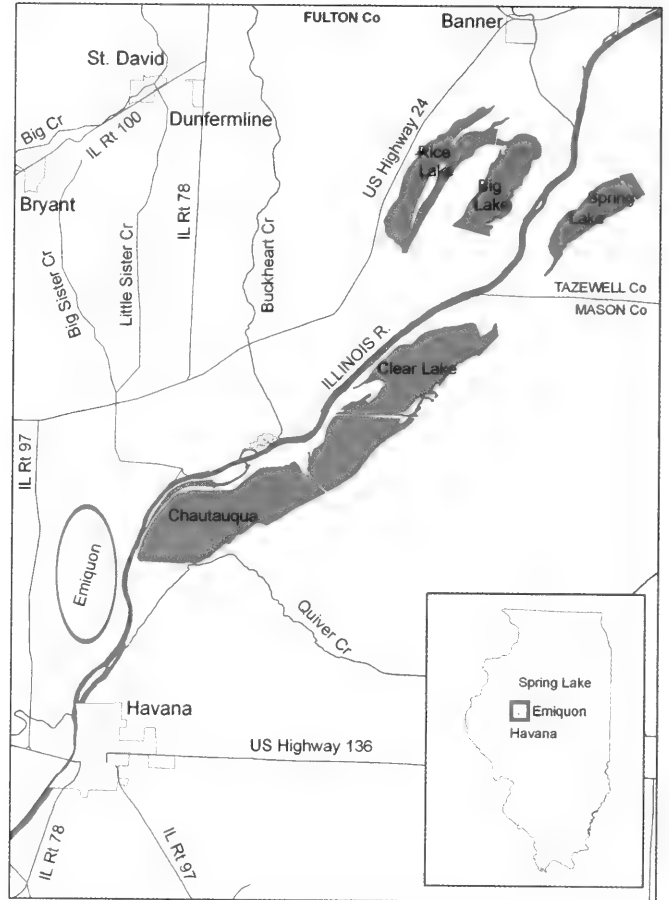 FULTON Co
Banner
St. David
Big Cr
IL Rt 100
Dunfermline
US Highway 24
Rice
Lake
Big
Lake
Spring
Lake
Bryant
IL Rt 78
Big Sister Cr
Little Sister Cr
Buckheart Cr
TAZEWELL Co
MASON Co
ILLINOIS R.
Clear Lake
IL Rt 97
Chautauqua
Emiquon
Quiver Cr
Havana
US Highway 136
IL Rt 78
IL Rt 97
Spring Lake
Emiquon
Havana